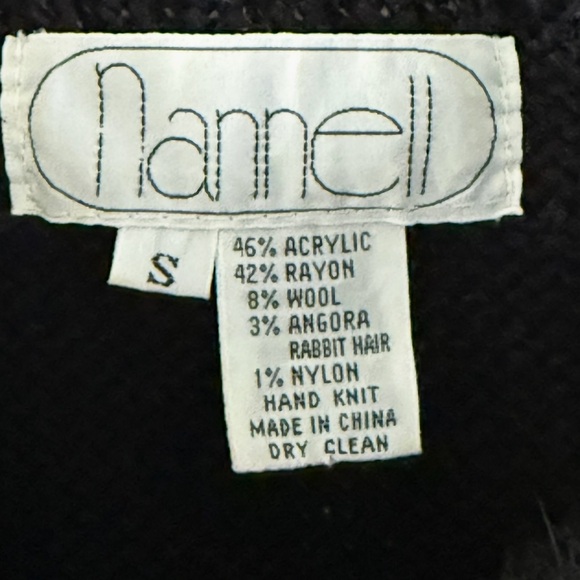 nannell
S
46% ACRYLIC
42% RAYON
8% WOOL
3% ANGORA
RABBIT HAIR
1% NYLON
HAND KNIT
MADE IN CHINA
DRY CLEAN